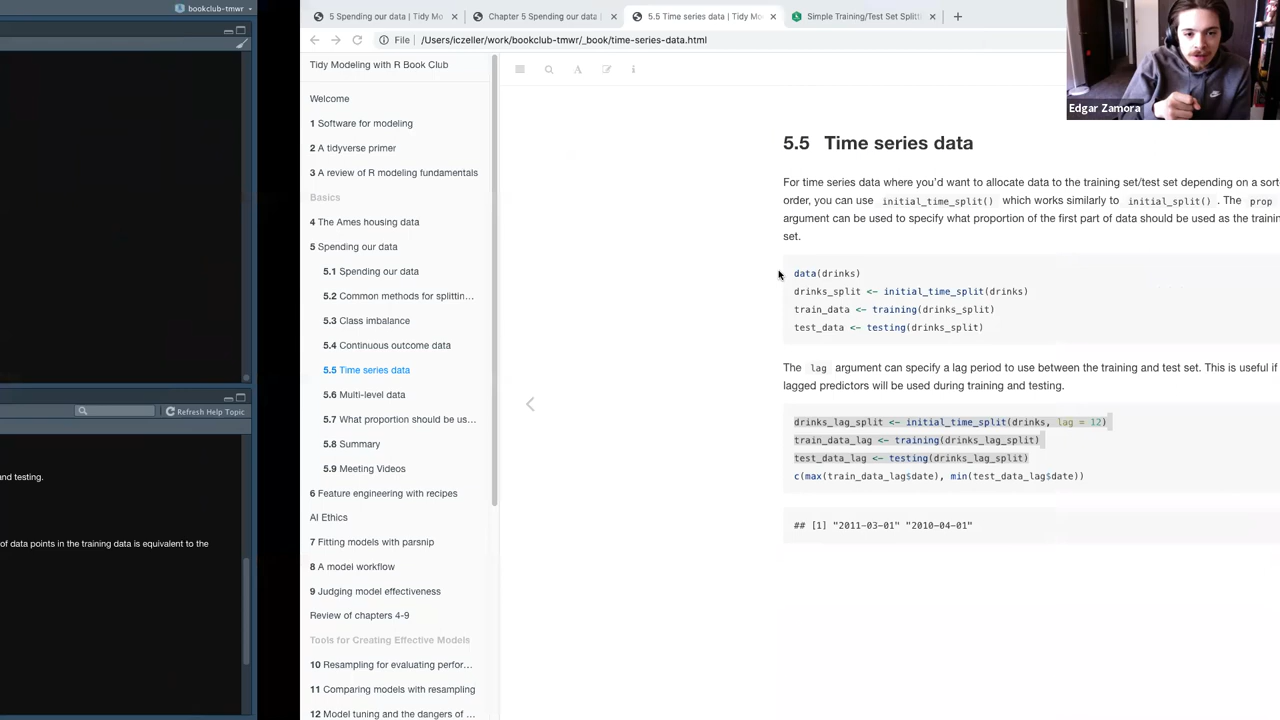 bookclub-tmwr
Refresh Help Topic
and testing.
of data points in the training data is equivalent to the
5 Spending our data | Tidy Mo
Chapter 5 Spending our data |
5.5 Time series data | Tidy Mo
Simple Training/Test Set Splitti
File
/Users/iczeller/work/bookclub-tmwr/_book/time-series-data.html
Tidy Modeling with R Book Club
Welcome
1 Software for modeling
2 A tidyverse primer
3 A review of R modeling fundamentals
Basics
4 The Ames housing data
5 Spending our data
5.1 Spending our data
5.2 Common methods for splittin…
5.3 Class imbalance
5.4 Continuous outcome data
5.5 Time series data
5.6 Multi-level data
5.7 What proportion should be us…
5.8 Summary
5.9 Meeting Videos
6 Feature engineering with recipes
AI Ethics
7 Fitting models with parsnip
8 A model workflow
9 Judging model effectiveness
Review of chapters 4-9
Tools for Creating Effective Models
10 Resampling for evaluating perfor…
11 Comparing models with resampling
12 Model tuning and the dangers of …
Edgar Zamora
5.5 Time series data
For time series data where you'd want to allocate data to the training set/test set depending on a sort
order, you can use initial_time_split() which works similarly to initial_split() . The prop
argument can be used to specify what proportion of the first part of data should be used as the trainin
set.
data(drinks)
drinks_split <- initial_time_split(drinks)
train_data <- training(drinks_split)
test_data <- testing(drinks_split)
The lag argument can specify a lag period to use between the training and test set. This is useful if
lagged predictors will be used during training and testing.
drinks_lag_split <- initial_time_split(drinks, lag = 12)
train_data_lag <- training(drinks_lag_split)
test_data_lag <- testing(drinks_lag_split)
c(max(train_data_lag$date), min(test_data_lag$date))
## [1] "2011-03-01" "2010-04-01"